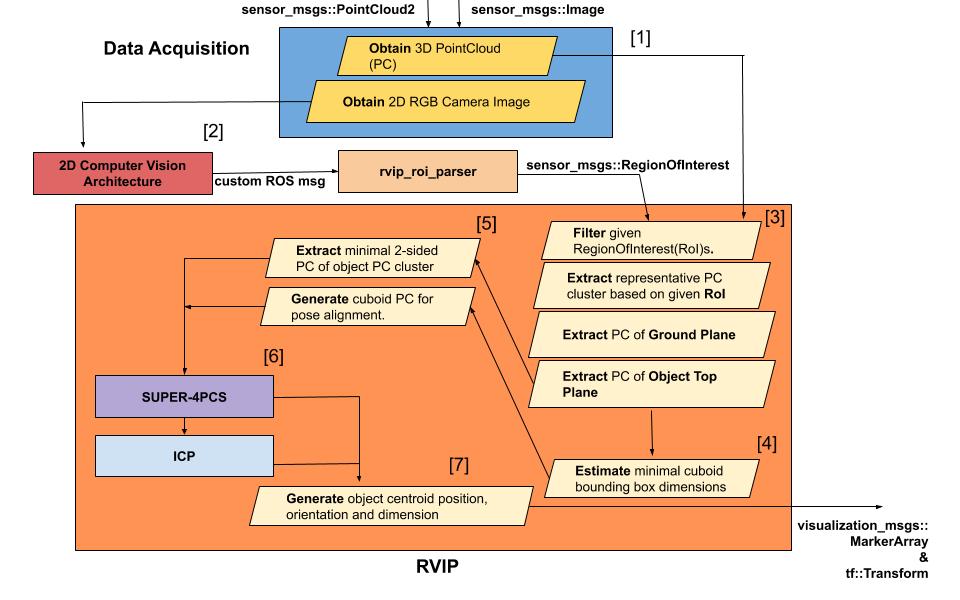 sensor_msgs::PointCloud2
sensor_msgs::Image
Data Acquisition
[1]
Obtain 3D PointCloud
(PC)
Obtain 2D RGB Camera Image
[2]
2D Computer Vision
Architecture
custom ROS msg
rvip_roi_parser
sensor_msgs::RegionOfInterest
[3]
Filter given
RegionOfInterest(RoI)s.
Extract representative PC
cluster based on given RoI
Extract PC of Ground Plane
Extract PC of Object Top
Plane
[4]
Estimate minimal cuboid
bounding box dimensions
[5]
Extract minimal 2-sided
PC of object PC cluster
Generate cuboid PC for
pose alignment.
[6]
SUPER-4PCS
ICP
[7]
Generate object centroid position,
orientation and dimension
visualization_msgs::
MarkerArray
&
tf::Transform
RVIP